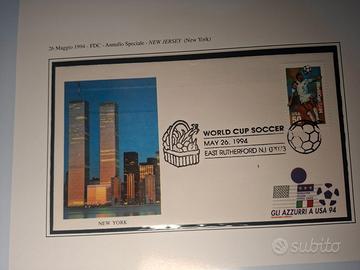 26 Maggio 1994 - FDC - Annullo Speciale - NEW JERSEY (New York)
WORLD CUP SOCCER
MAY 26, 1994
EAST RUTHERFORD NJ
GLI AZZURRI A USA 94
NEW YORK
subito